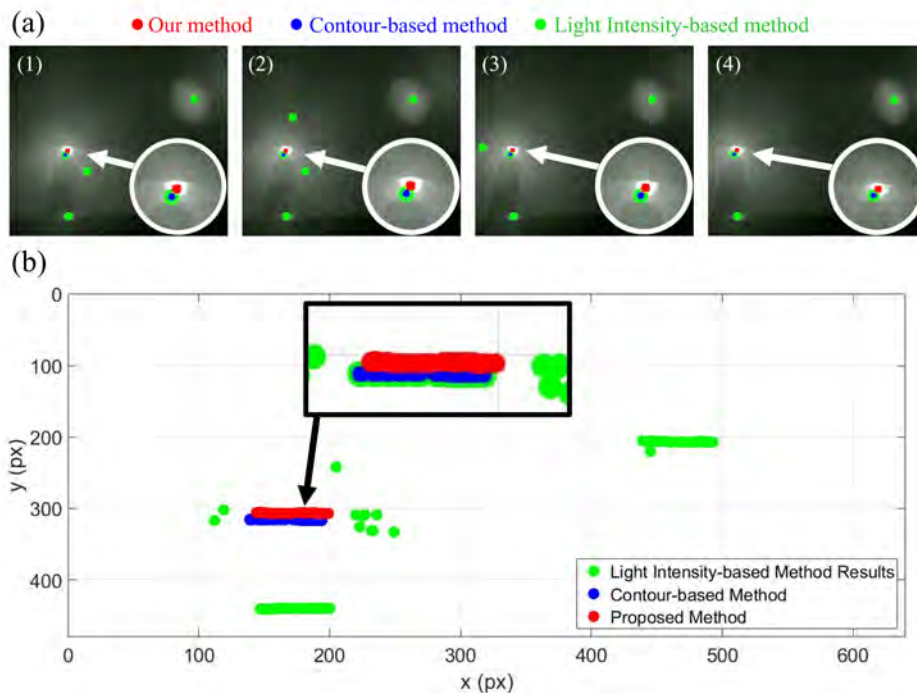 (a)
Our method Contour-based method Light Intensity-based method
(1) (2) (3) (4)
(b)
0
100
200
300
400
y (px)
Light Intensity-based Method Results
Contour-based Method
Proposed Method
0 100 200 300 400 500 600
x (px)